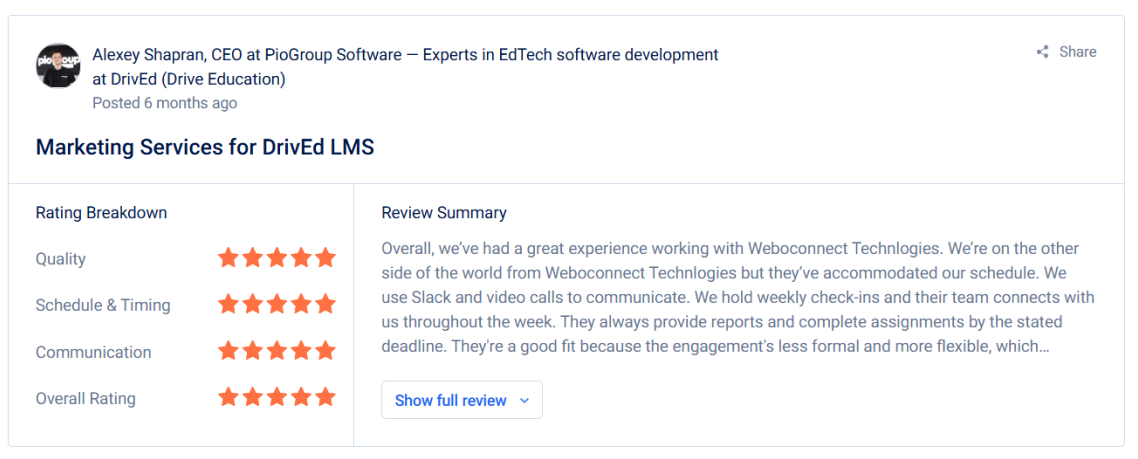 Alexey Shapran, CEO at PioGroup Software — Experts in EdTech software development
at DrivEd (Drive Education)
Posted 6 months ago
Share
Marketing Services for DrivEd LMS
Rating Breakdown
Quality
Schedule & Timing
Communication
Overall Rating
Review Summary
Overall, we've had a great experience working with Weboconnect Technlogies. We're on the other
side of the world from Weboconnect Technlogies but they've accommodated our schedule. We
use Slack and video calls to communicate. We hold weekly check-ins and their team connects with
us throughout the week. They always provide reports and complete assignments by the stated
deadline. They're a good fit because the engagement's less formal and more flexible, which...
Show full review